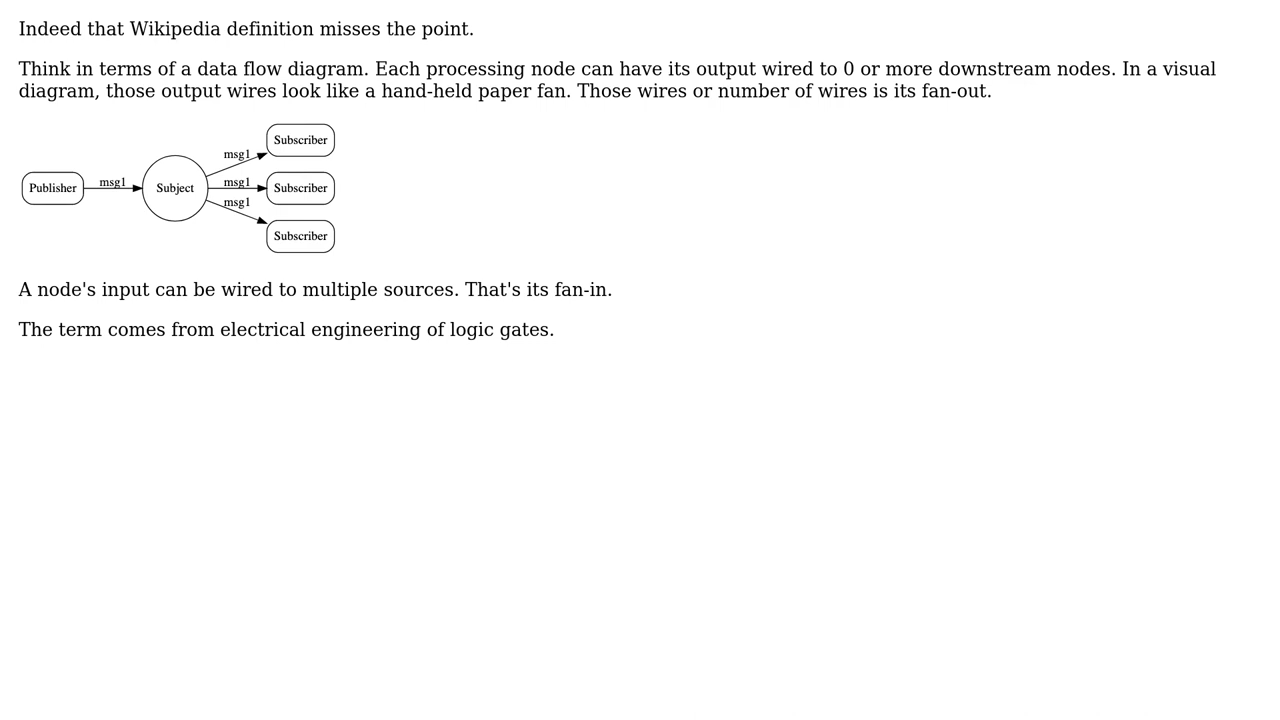 Indeed that Wikipedia definition misses the point.
Think in terms of a data flow diagram. Each processing node can have its output wired to 0 or more downstream nodes. In a visual
diagram, those output wires look like a hand-held paper fan. Those wires or number of wires is its fan-out.
Subscriber
msg1
Publisher msg1 Subject msg1 Subscriber
msg1
Subscriber
A node's input can be wired to multiple sources. That's its fan-in.
The term comes from electrical engineering of logic gates.